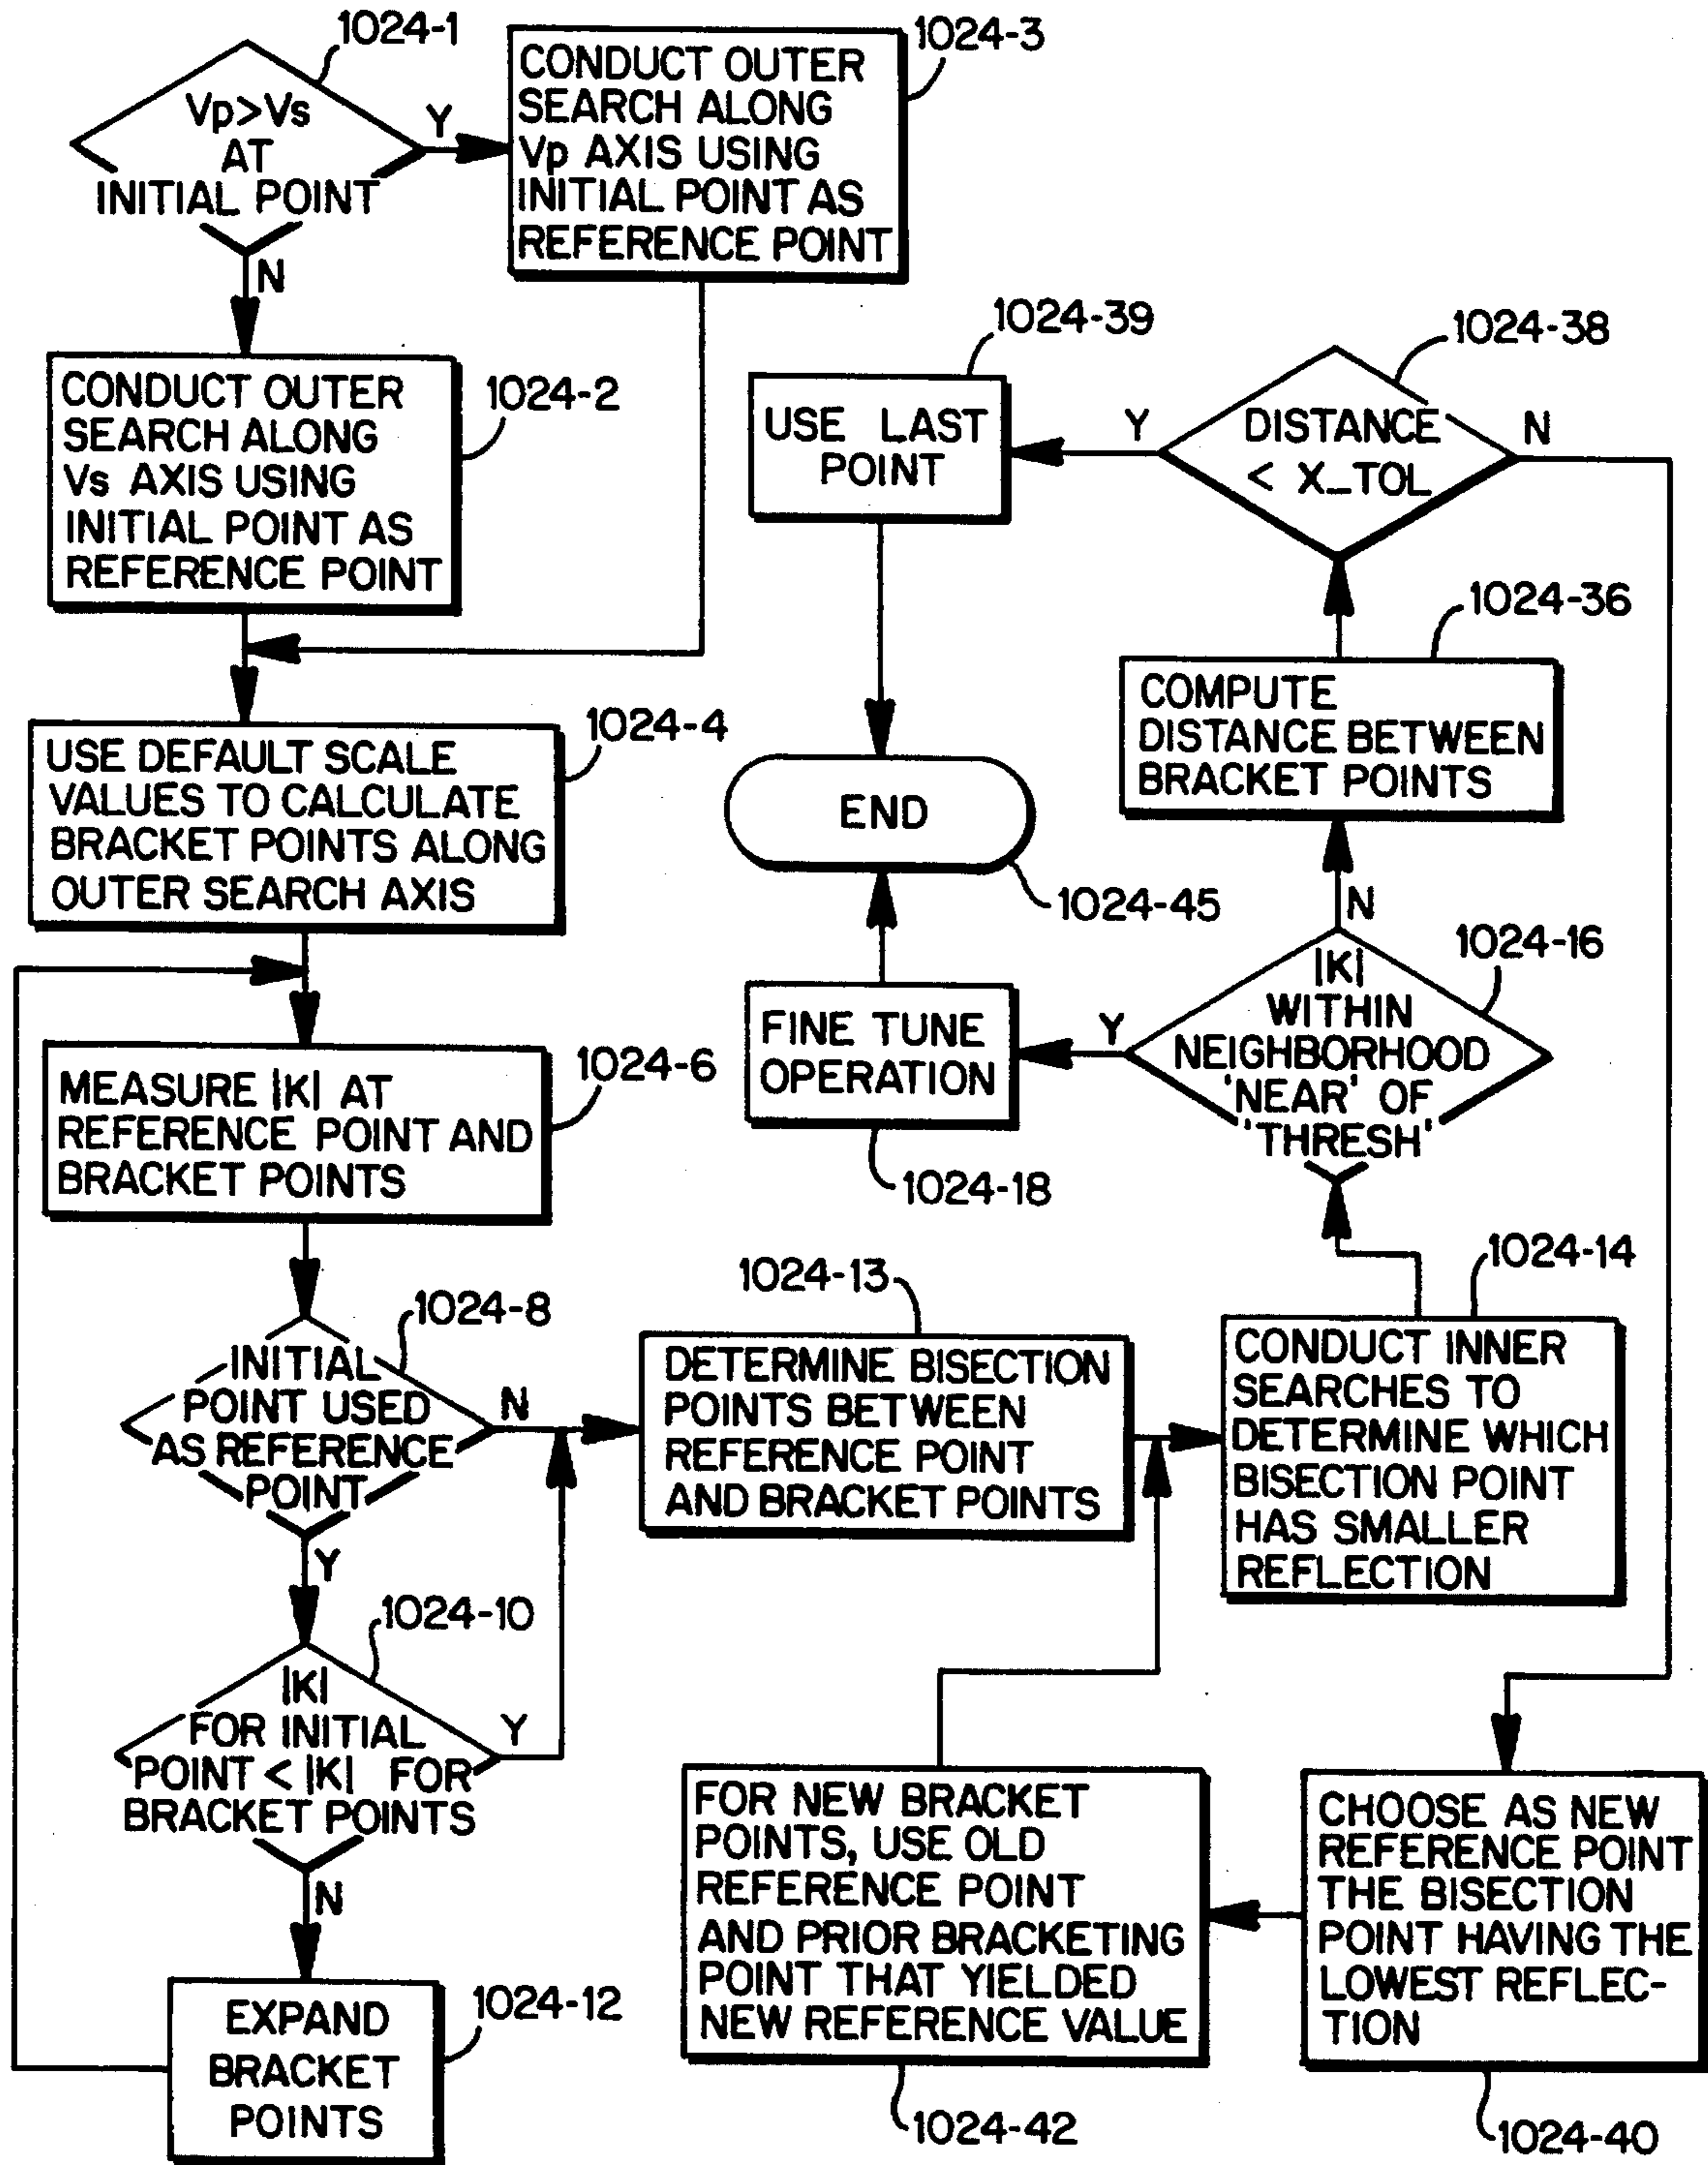 1024-1
Vp>Vs
AT
INITIAL POINT
Y
N
1024-3
CONDUCT OUTER
SEARCH ALONG
Vp AXIS USING
INITIAL POINT AS
REFERENCE POINT
1024-2
CONDUCT OUTER
SEARCH ALONG
Vs AXIS USING
INITIAL POINT AS
REFERENCE POINT
1024-4
USE DEFAULT SCALE
VALUES TO CALCULATE
BRACKET POINTS ALONG
OUTER SEARCH AXIS
1024-6
MEASURE |K| AT
REFERENCE POINT AND
BRACKET POINTS
1024-8
INITIAL
POINT USED
AS REFERENCE
POINT
N
Y
1024-10
|K|
FOR INITIAL
POINT < |K| FOR
BRACKET POINTS
Y
N
1024-12
EXPAND
BRACKET
POINTS
1024-13
DETERMINE BISECTION
POINTS BETWEEN
REFERENCE POINT
AND BRACKET POINTS
1024-14
CONDUCT INNER
SEARCHES TO
DETERMINE WHICH
BISECTION POINT
HAS SMALLER
REFLECTION
1024-16
|K|
WITHIN
NEIGHBORHOOD
'NEAR' OF
'THRESH'
Y
N
1024-18
FINE TUNE
OPERATION
1024-36
COMPUTE
DISTANCE BETWEEN
BRACKET POINTS
1024-38
DISTANCE
< X_TOL
Y
N
1024-39
USE LAST
POINT
END
1024-45
CHOOSE AS NEW
REFERENCE POINT
THE BISECTION
POINT HAVING THE
LOWEST REFLEC-
TION
1024-40
FOR NEW BRACKET
POINTS, USE OLD
REFERENCE POINT
AND PRIOR BRACKETING
POINT THAT YIELDED
NEW REFERENCE VALUE
1024-42